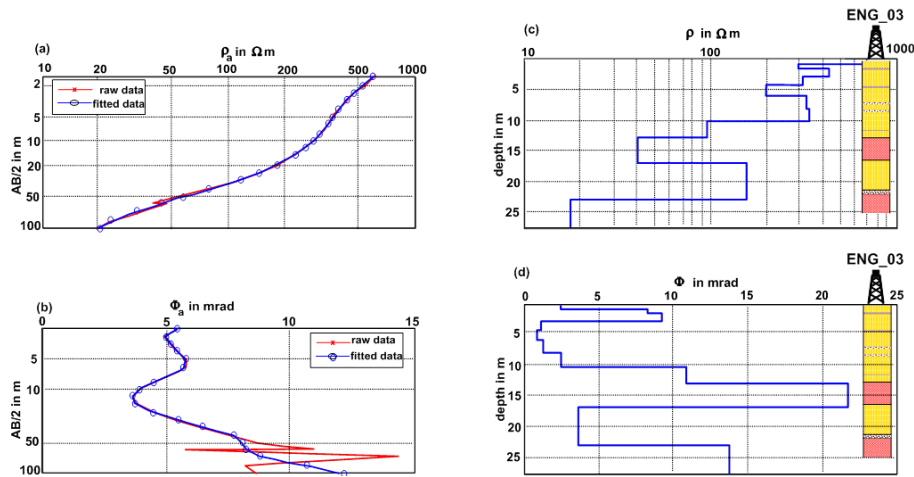 (a)
ρa in Ω m
10 20 50 100 200 500 1000
raw data
fitted data
AB/2 in m
2
5
10
20
50
100
(b)
Φa in mrad
0 5 10 15
raw data
fitted data
AB/2 in m
5
10
50
100
(c)
ρ in Ω m
ENG_03
10 100 1000
depth in m
5
10
15
20
25
(d)
Φ in mrad
ENG_03
0 5 10 15 20 25
depth in m
5
10
15
20
25